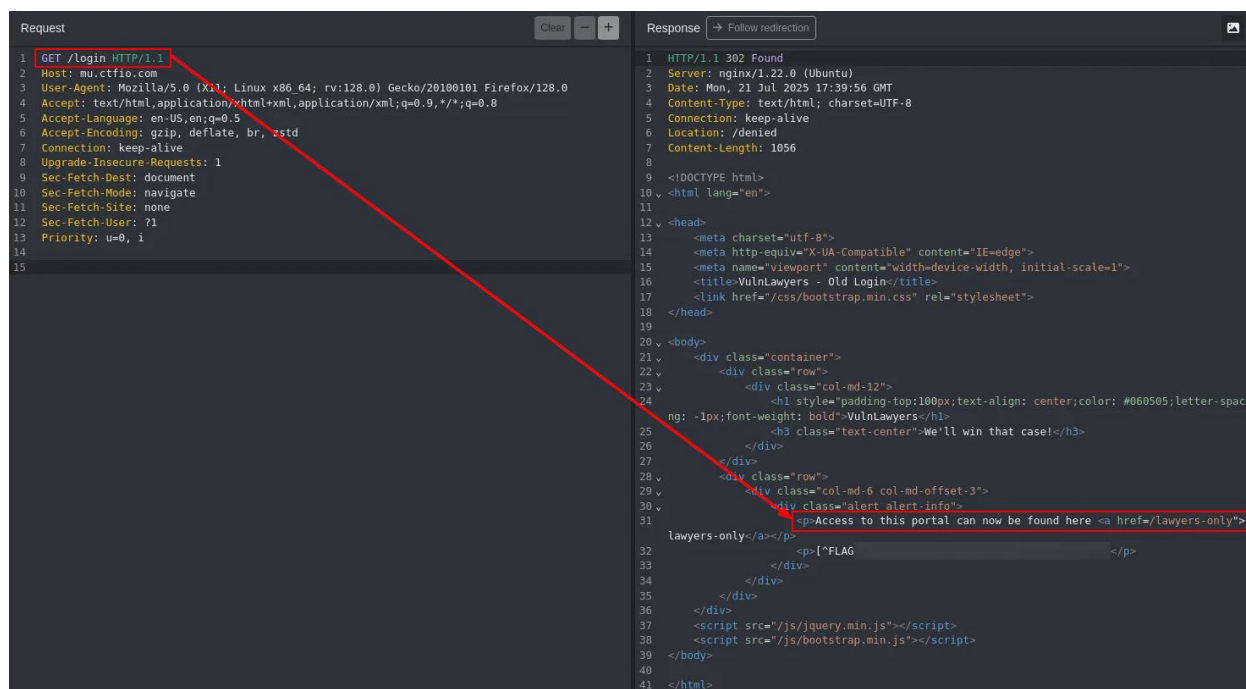 Request
Clear
1 GET /login HTTP/1.1
2 Host: mu.ctfio.com
3 User-Agent: Mozilla/5.0 (X11; Linux x86_64; rv:128.0) Gecko/20100101 Firefox/128.0
4 Accept: text/html,application/xhtml+xml,application/xml;q=0.9,*/*;q=0.8
5 Accept-Language: en-US,en;q=0.5
6 Accept-Encoding: gzip, deflate, br, zstd
7 Connection: keep-alive
8 Upgrade-Insecure-Requests: 1
9 Sec-Fetch-Dest: document
10 Sec-Fetch-Mode: navigate
11 Sec-Fetch-Site: none
12 Sec-Fetch-User: ?1
13 Priority: u=0, i
14
15
Response → Follow redirection
1 HTTP/1.1 302 Found
2 Server: nginx/1.22.0 (Ubuntu)
3 Date: Mon, 21 Jul 2025 17:39:56 GMT
4 Content-Type: text/html; charset=UTF-8
5 Connection: keep-alive
6 Location: /denied
7 Content-Length: 1056
8
9 <!DOCTYPE html>
10 <html lang="en">
11
12 <head>
13 <meta charset="utf-8">
14 <meta http-equiv="X-UA-Compatible" content="IE=edge">
15 <meta name="viewport" content="width=device-width, initial-scale=1">
16 <title>VulnLawyers - Old Login</title>
17 <link href="/css/bootstrap.min.css" rel="stylesheet">
18 </head>
19
20 <body>
21 <div class="container">
22 <div class="row">
23 <div class="col-md-12">
24 <h1 style="padding-top:100px;text-align: center;color: #060505;letter-spac
ng: -1px;font-weight: bold">VulnLawyers</h1>
25 <h3 class="text-center">We'll win that case!</h3>
26 </div>
27 </div>
28 <div class="row">
29 <div class="col-md-6 col-md-offset-3">
30 <div class="alert alert-info">
31 <p>Access to this portal can now be found here <a href=/lawyers-only">
lawyers-only</a></p>
32 <p>[^FLAG </p>
33 </div>
34 </div>
35 </div>
36 </div>
37 <script src="/js/jquery.min.js"></script>
38 <script src="/js/bootstrap.min.js"></script>
39 </body>
40
41 </html>